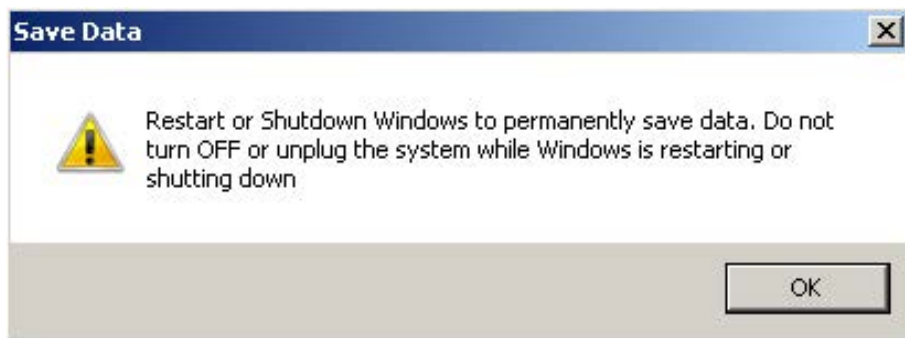 Save Data
Restart or Shutdown Windows to permanently save data. Do not
turn OFF or unplug the system while Windows is restarting or
shutting down
OK